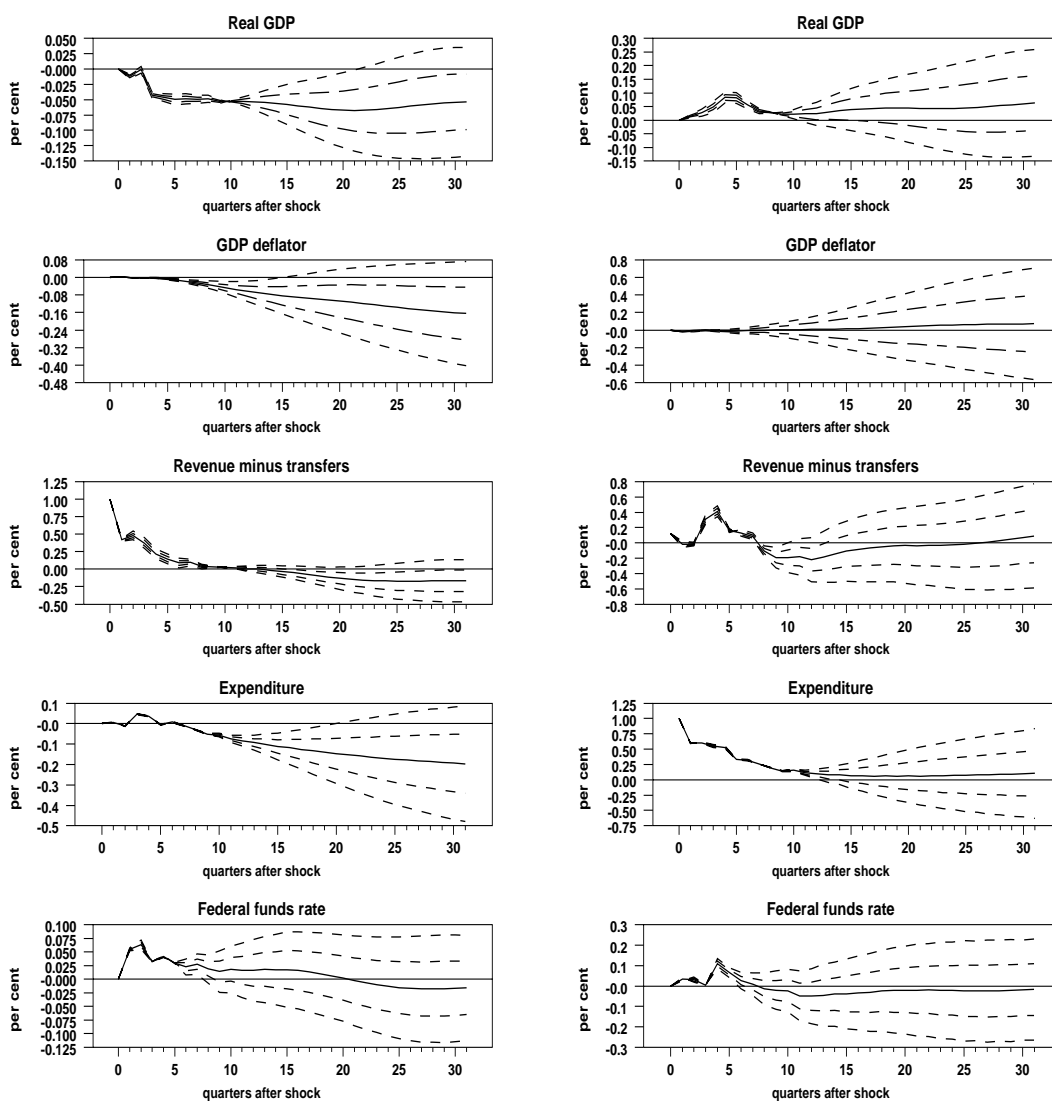 Real GDP
per cent
0.050
0.025
-0.000
-0.025
-0.050
-0.075
-0.100
-0.125
-0.150
0 5 10 15 20 25 30
quarters after shock
Real GDP
per cent
0.30
0.25
0.20
0.15
0.10
0.05
0.00
-0.05
-0.10
-0.15
0 5 10 15 20 25 30
quarters after shock
GDP deflator
per cent
0.08
0.00
-0.08
-0.16
-0.24
-0.32
-0.40
-0.48
0 5 10 15 20 25 30
quarters after shock
GDP deflator
per cent
0.8
0.6
0.4
0.2
-0.0
-0.2
-0.4
-0.6
0 5 10 15 20 25 30
quarters after shock
Revenue minus transfers
per cent
1.25
1.00
0.75
0.50
0.25
0.00
-0.25
-0.50
0 5 10 15 20 25 30
quarters after shock
Revenue minus transfers
per cent
0.8
0.6
0.4
0.2
-0.0
-0.2
-0.4
-0.6
-0.8
0 5 10 15 20 25 30
quarters after shock
Expenditure
per cent
0.1
-0.0
-0.1
-0.2
-0.3
-0.4
-0.5
0 5 10 15 20 25 30
quarters after shock
Expenditure
per cent
1.25
1.00
0.75
0.50
0.25
0.00
-0.25
-0.50
-0.75
0 5 10 15 20 25 30
quarters after shock
Federal funds rate
per cent
0.100
0.075
0.050
0.025
-0.000
-0.025
-0.050
-0.075
-0.100
-0.125
0 5 10 15 20 25 30
quarters after shock
Federal funds rate
per cent
0.3
0.2
0.1
-0.0
-0.1
-0.2
-0.3
0 5 10 15 20 25 30
quarters after shock